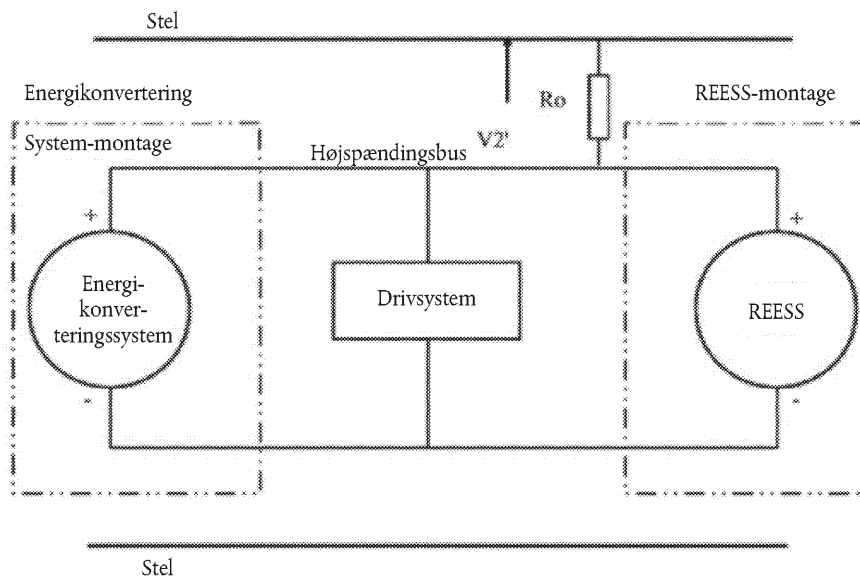 Stel
Energikonvertering
REESS-montage
Ro
System-montage
V2'
Højspændingsbus
+
+
Energi-
konver-
teringssystem
Drivsystem
REESS
-
-
Stel